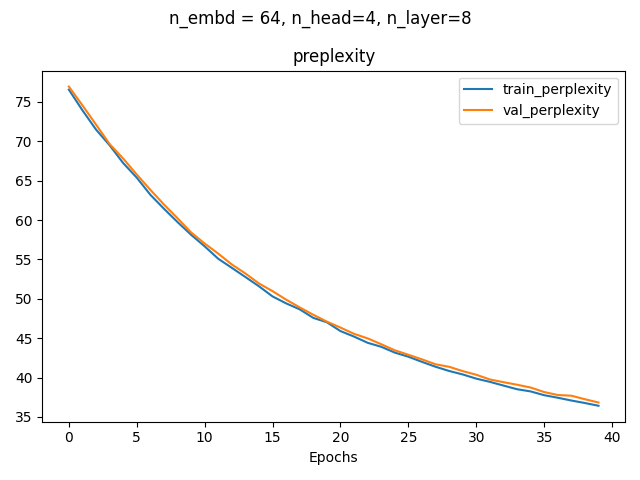 n_embd = 64, n_head=4, n_layer=8
preplexity
train_perplexity
val_perplexity
75
70
65
60
55
50
45
40
35
0 5 10 15 20 25 30 35 40
Epochs